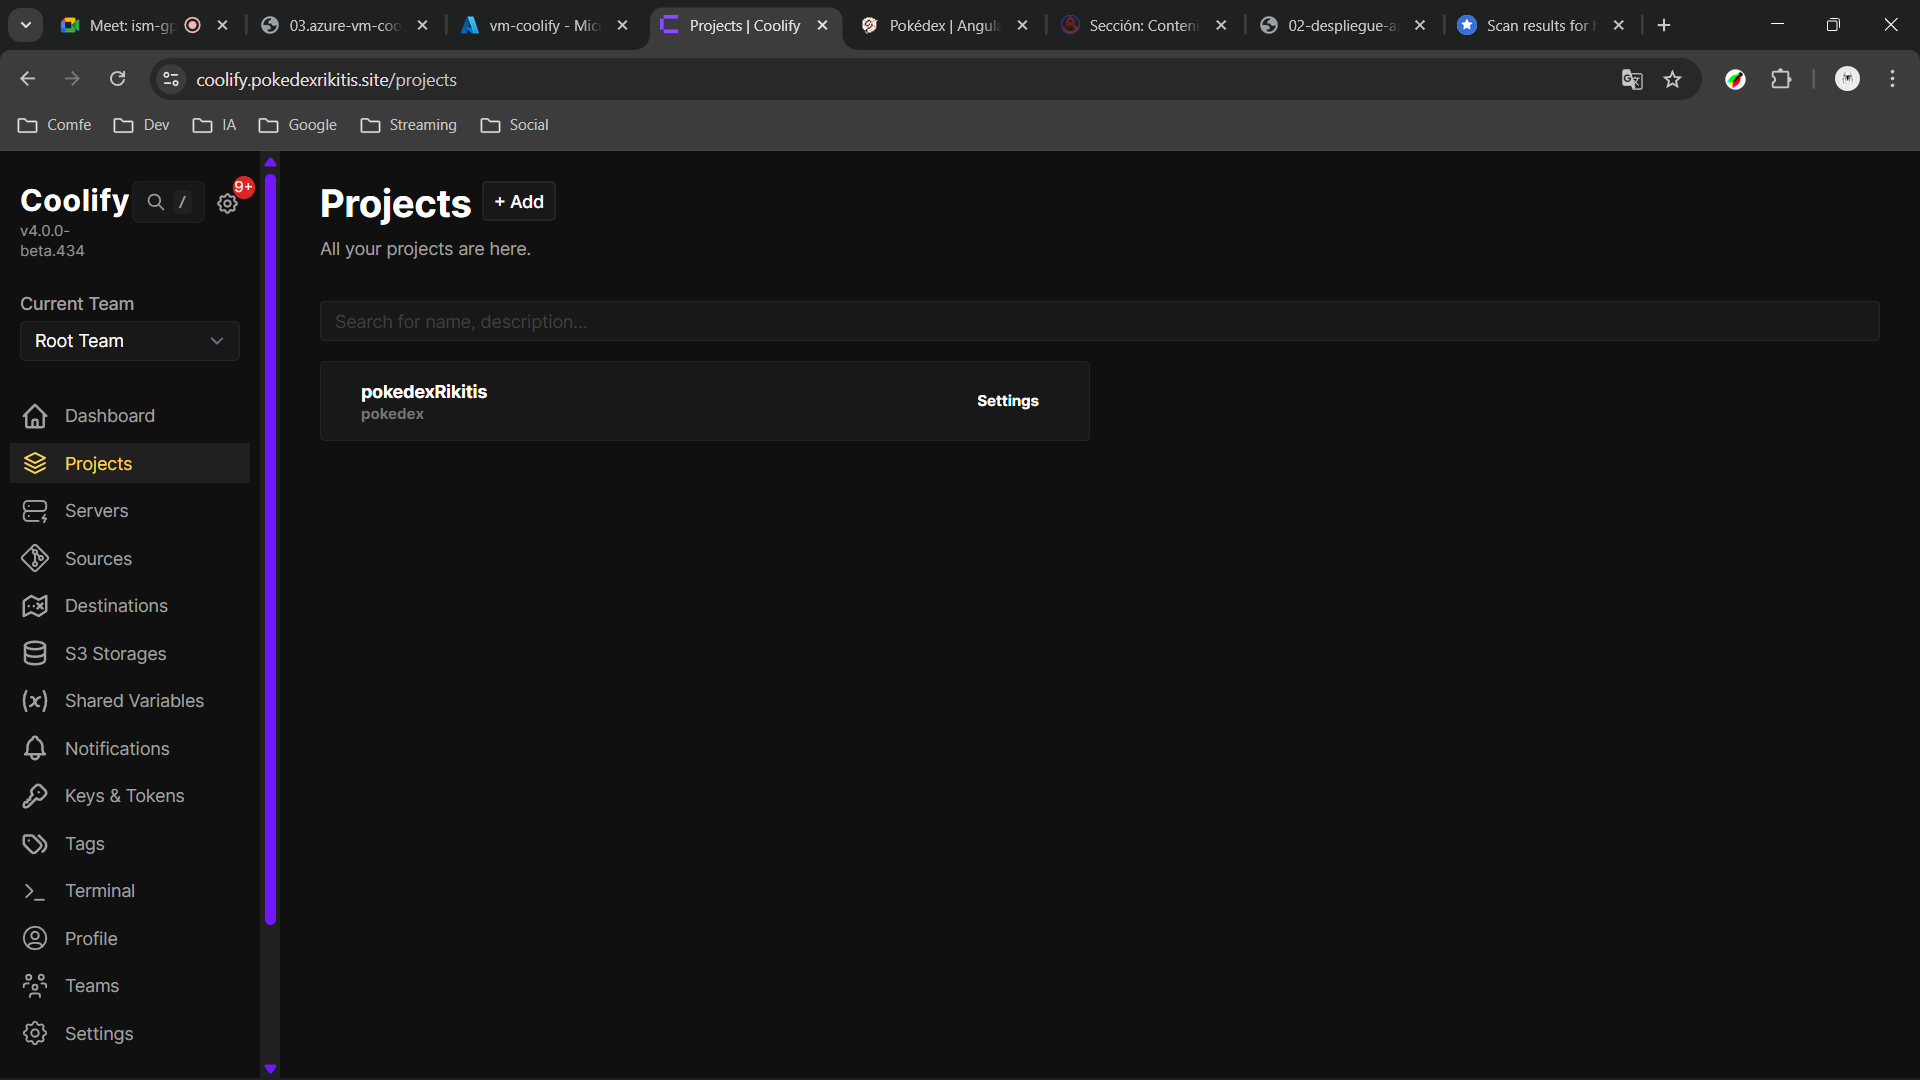 Meet: ism-gp
03.azure-vm-coo
vm-coolify - Mic
Projects | Coolify
Pokédex | Angula
Sección: Conteni
02-despliegue-a
Scan results for h
coolify.pokedexrikitis.site/projects
Comfe
Dev
IA
Google
Streaming
Social
Coolify
/
9+
v4.0.0-
beta.434
Current Team
Root Team
Dashboard
Projects
Servers
Sources
Destinations
S3 Storages
Shared Variables
Notifications
Keys & Tokens
Tags
Terminal
Profile
Teams
Settings
Projects
+ Add
All your projects are here.
Search for name, description...
pokedexRikitis
pokedex
Settings